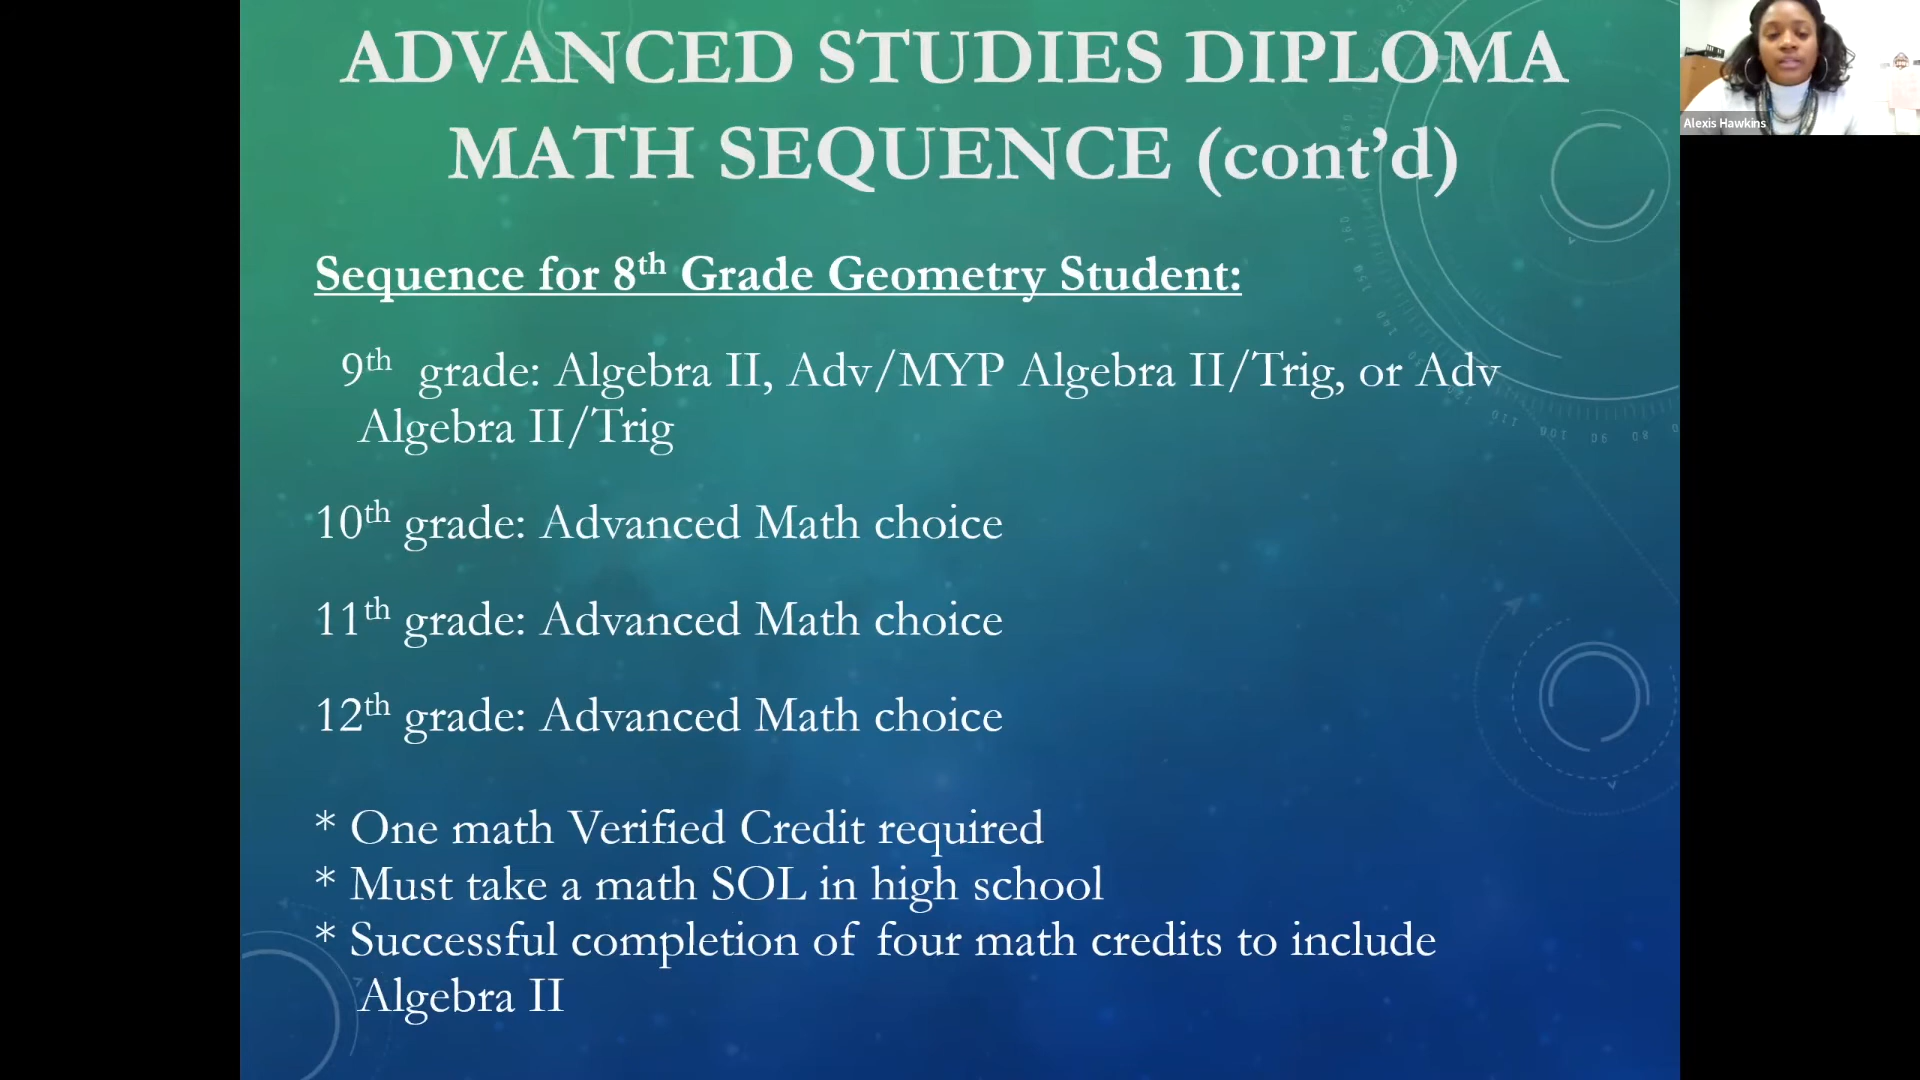 ADVANCED STUDIES DIPLOMA
MATH SEQUENCE (cont’d)
Alexis Hawkins
Sequence for 8th Grade Geometry Student:
9th grade: Algebra II, Adv/MYP Algebra II/Trig, or Adv
Algebra II/Trig
10th grade: Advanced Math choice
11th grade: Advanced Math choice
12th grade: Advanced Math choice
* One math Verified Credit required
* Must take a math SOL in high school
* Successful completion of four math credits to include
Algebra II